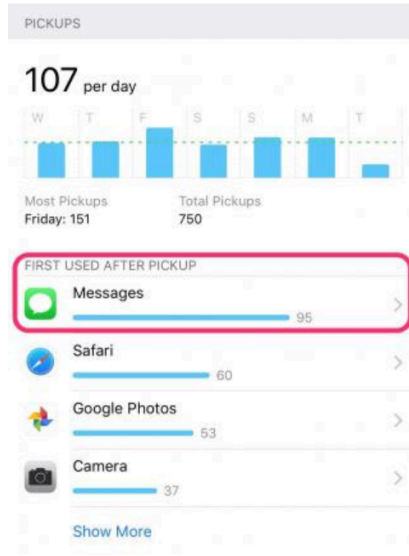 PICKUPS
107 per day
W T F S S M T
Most Pickups Total Pickups
Friday: 151 750
FIRST USED AFTER PICKUP
Messages
95
Safari
60
Google Photos
53
Camera
37
Show More